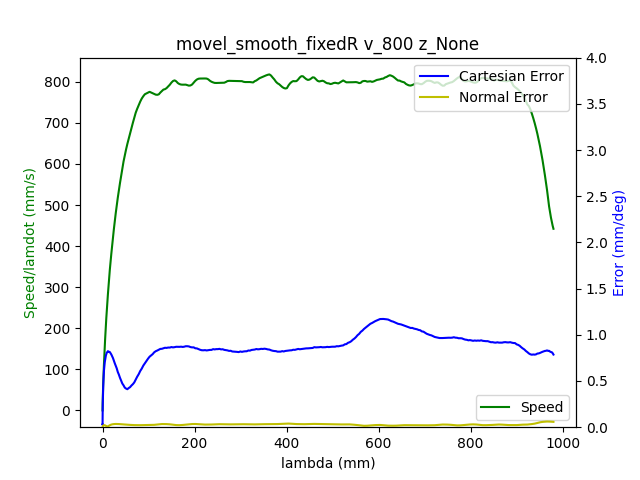 movel_smooth_fixedR v_800 z_None
Cartesian Error
Normal Error
Speed
Speed/lamdot (mm/s)
800
700
600
500
400
300
200
100
0
4.0
3.5
3.0
2.5
2.0
1.5
1.0
0.5
0.0
Error (mm/deg)
0 200 400 600 800 1000
lambda (mm)